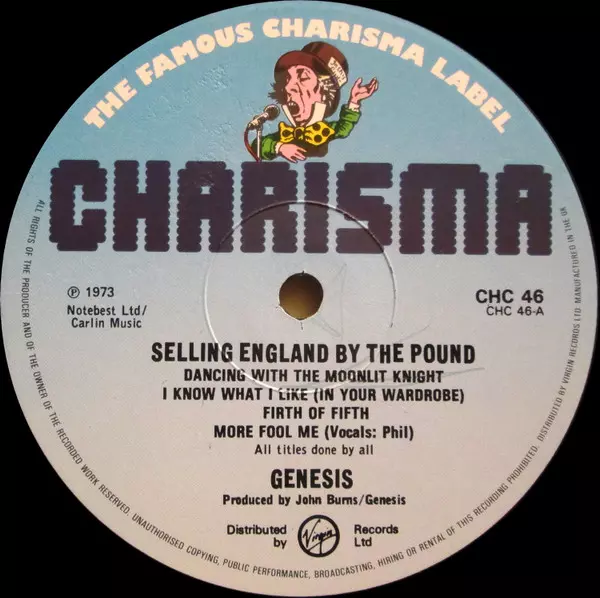 THE FAMOUS CHARISMA LABEL
CHARISMA
℗ 1973
Notebest Ltd/
Carlin Music
CHC 46
CHC 46-A
SELLING ENGLAND BY THE POUND
DANCING WITH THE MOONLIT KNIGHT
I KNOW WHAT I LIKE (IN YOUR WARDROBE)
FIRTH OF FIFTH
MORE FOOL ME (Vocals: Phil)
All titles done by all
GENESIS
Produced by John Burns/Genesis
Distributed by
Virgin
Records Ltd
ALL RIGHTS OF THE PRODUCER AND OF THE OWNER OF THE RECORDED WORK RESERVED. UNAUTHORISED COPYING, PUBLIC PERFORMANCE, BROADCASTING, HIRING OR RENTAL OF THIS RECORDING PROHIBITED. DISTRIBUTED BY VIRGIN RECORDS LTD. MANUFACTURED IN THE UK